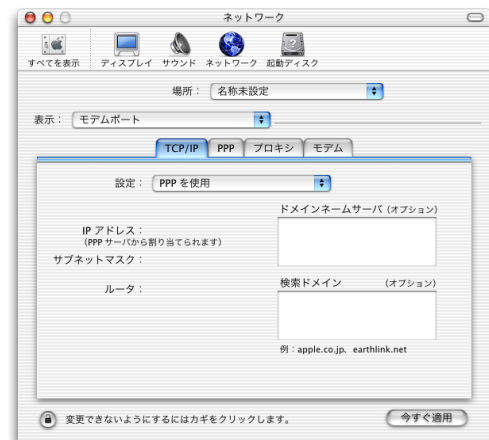 ネットワーク
すべてを表示 ディスプレイ サウンド ネットワーク 起動ディスク
場所： 名称未設定
表示： モデムポート
TCP/IP PPP プロキシ モデム
設定： PPP を使用
ドメインネームサーバ (オプション)
IP アドレス：
(PPP サーバから割り当てられます)
サブネットマスク：
ルータ：
検索ドメイン (オプション)
例：apple.co.jp、earthlink.net
変更できないようにするにはカギをクリックします。
今すぐ適用